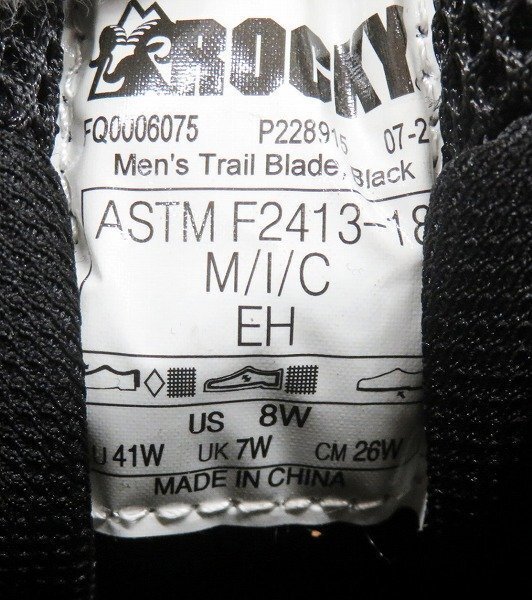 ROCKY
FQ0006075 P228915 07-2
Men's Trail Blade, Black
ASTM F2413-18
M/I/C
EH
US 8W
U 41W UK 7W CM 26W
MADE IN CHINA